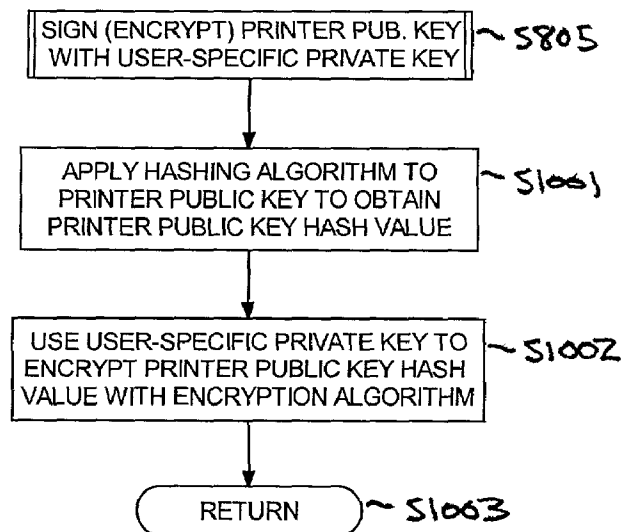 SIGN (ENCRYPT) PRINTER PUB. KEY
WITH USER-SPECIFIC PRIVATE KEY
S805
APPLY HASHING ALGORITHM TO
PRINTER PUBLIC KEY TO OBTAIN
PRINTER PUBLIC KEY HASH VALUE
S1001
USE USER-SPECIFIC PRIVATE KEY TO
ENCRYPT PRINTER PUBLIC KEY HASH
VALUE WITH ENCRYPTION ALGORITHM
S1002
RETURN
S1003